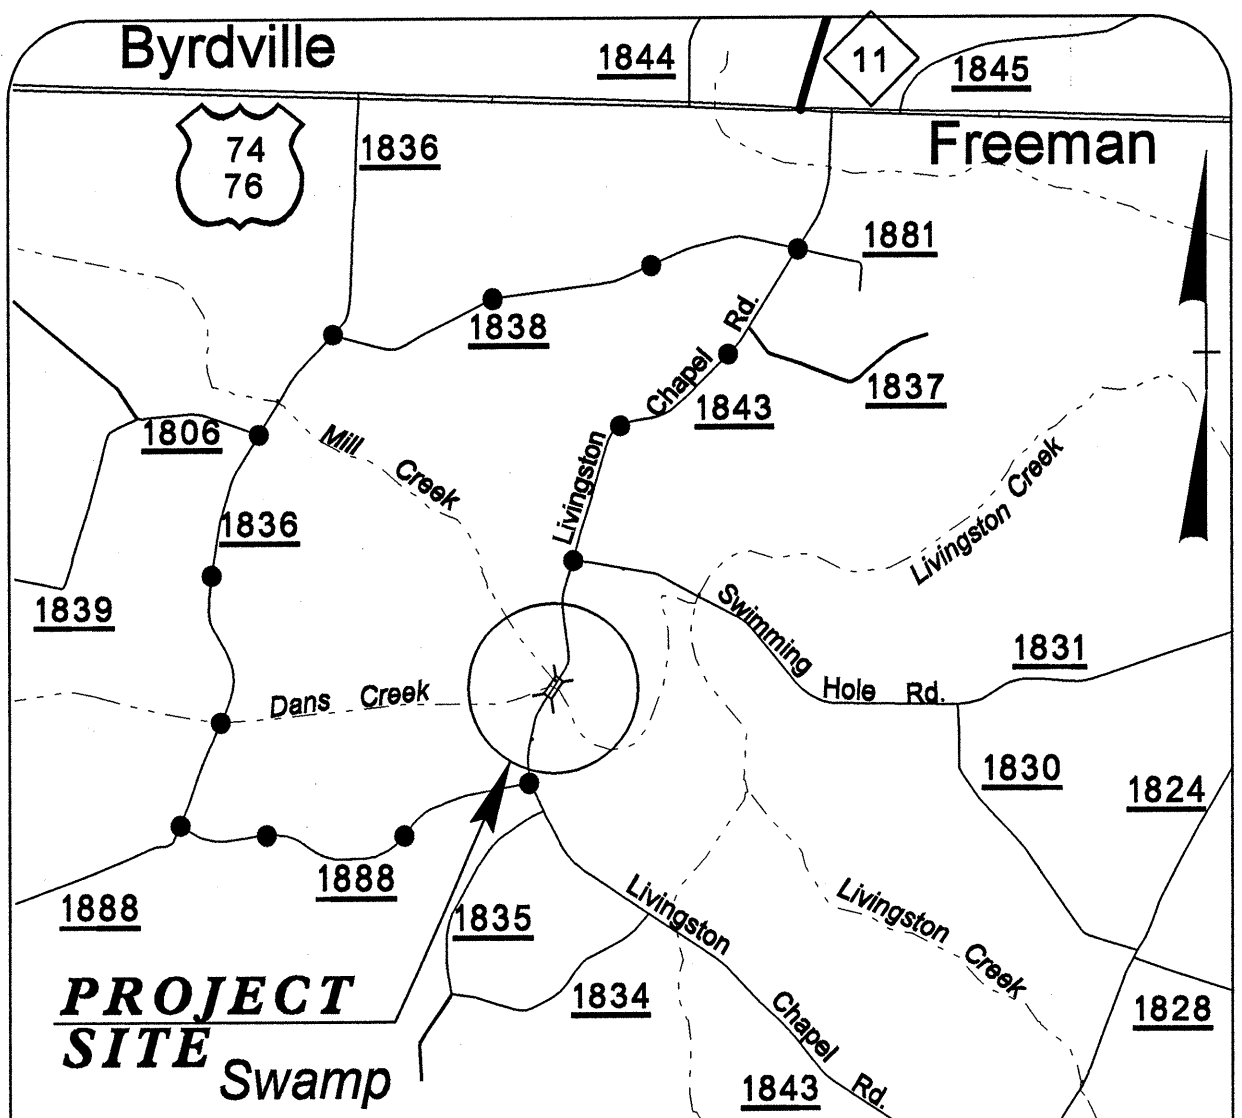 Byrdville
1844
11
1845
74
76
1836
Freeman
1881
1838
Livingston Chapel Rd.
1837
1843
1806
Mill Creek
1836
Livingston Creek
1839
Swimming Hole Rd.
1831
Dans Creek
1830
1824
1888
1888
1835
Livingston Chapel Rd.
Livingston Creek
PROJECT
SITE
1834
1828
Swamp
1843